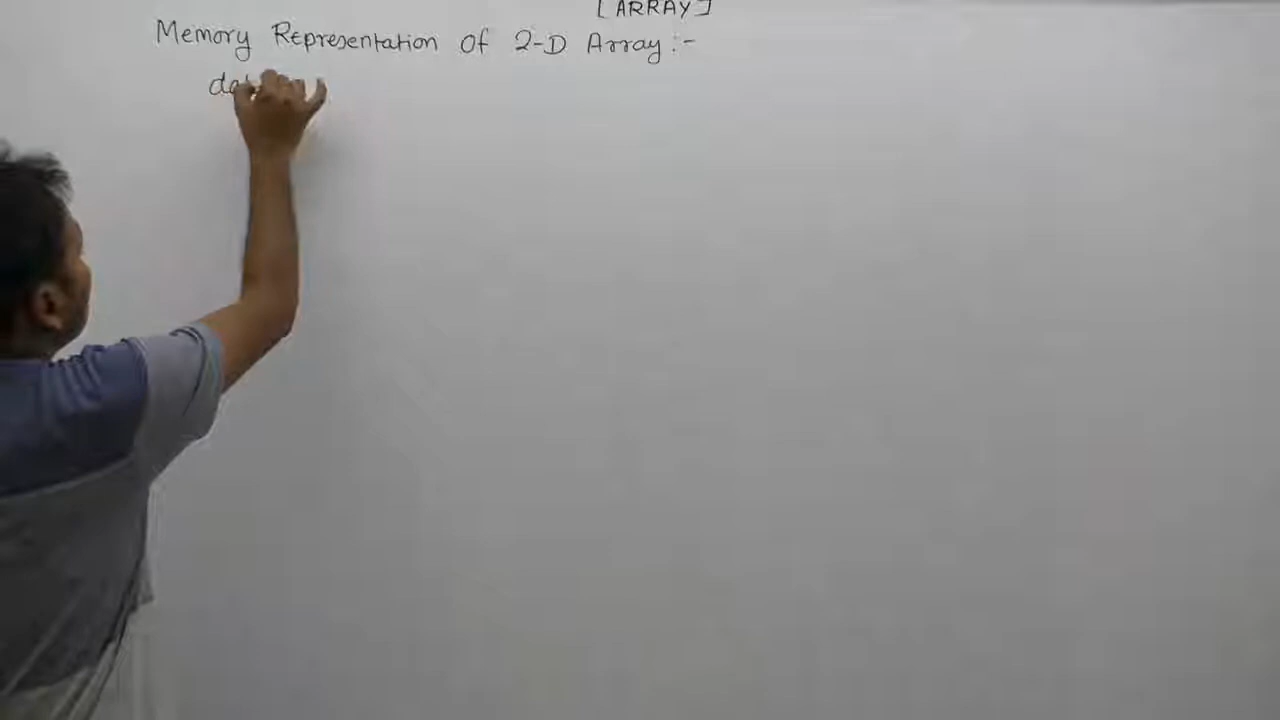 [ARRAY]
Memory Representation Of 2-D Array :-